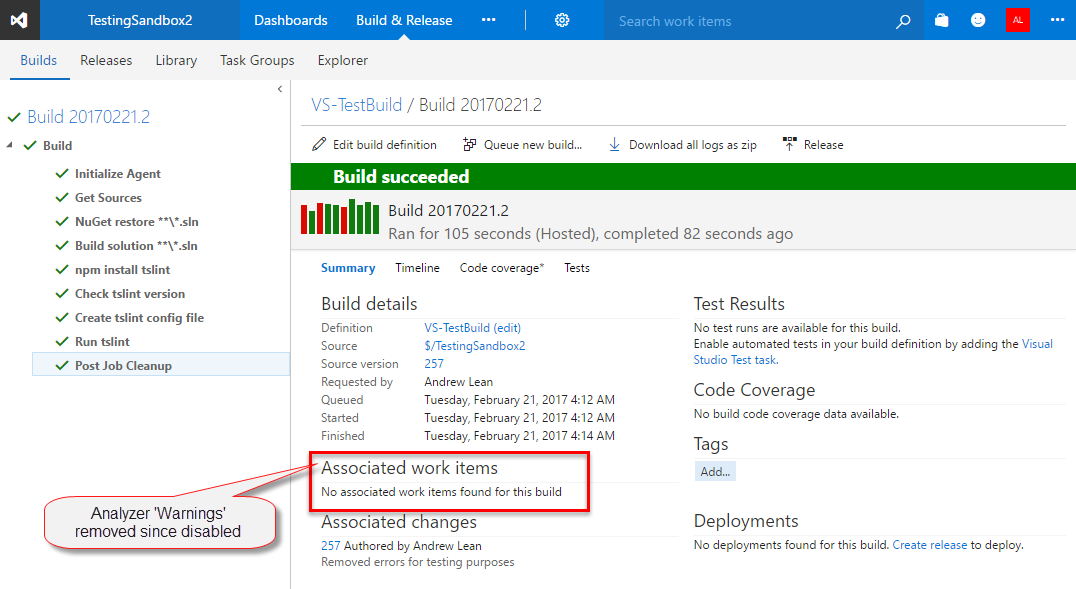 TestingSandbox2 Dashboards Build & Release ··· Search work items AL ···
Builds Releases Library Task Groups Explorer
Build 20170221.2
Build
Initialize Agent
Get Sources
NuGet restore **\*.sln
Build solution **\*.sln
npm install tslint
Check tslint version
Create tslint config file
Run tslint
Post Job Cleanup
VS-TestBuild / Build 20170221.2
Edit build definition Queue new build... Download all logs as zip Release
Build succeeded
Build 20170221.2
Ran for 105 seconds (Hosted), completed 82 seconds ago
Summary Timeline Code coverage* Tests
Build details
Definition VS-TestBuild (edit)
Source $/TestingSandbox2
Source version 257
Requested by Andrew Lean
Queued Tuesday, February 21, 2017 4:12 AM
Started Tuesday, February 21, 2017 4:12 AM
Finished Tuesday, February 21, 2017 4:14 AM
Associated work items
No associated work items found for this build
Analyzer 'Warnings'
removed since disabled
Associated changes
257 Authored by Andrew Lean
Removed errors for testing purposes
Test Results
No test runs are available for this build.
Enable automated tests in your build definition by adding the Visual
Studio Test task.
Code Coverage
No build code coverage data available.
Tags
Add...
Deployments
No deployments found for this build. Create release to deploy.